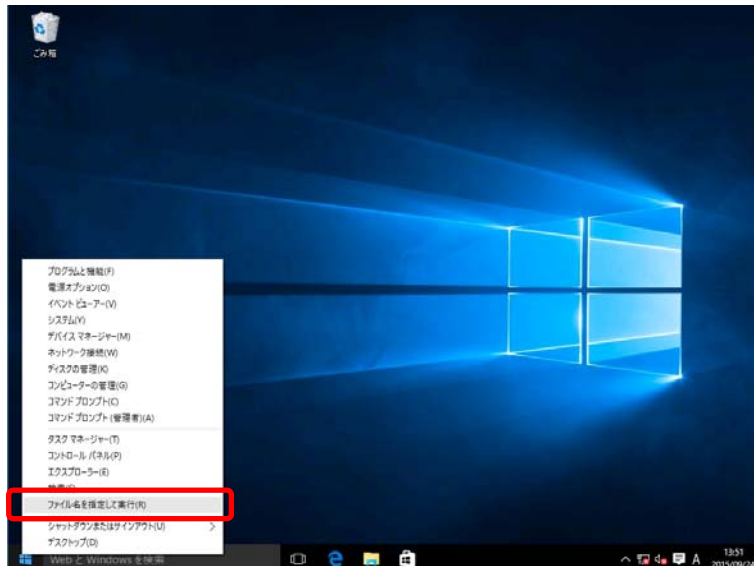 ごみ箱
プログラムと機能(F)
電源オプション(O)
イベント ビューアー(V)
システム(Y)
デバイス マネージャー(M)
ネットワーク接続(W)
ディスクの管理(K)
コンピューターの管理(G)
コマンド プロンプト(C)
コマンド プロンプト (管理者)(A)
タスク マネージャー(T)
コントロール パネル(P)
エクスプローラー(E)
検索(S)
ファイル名を指定して実行(R)
シャットダウンまたはサインアウト(U)
デスクトップ(D)
Web と Windows を検索
A
13:51
2015/09/24